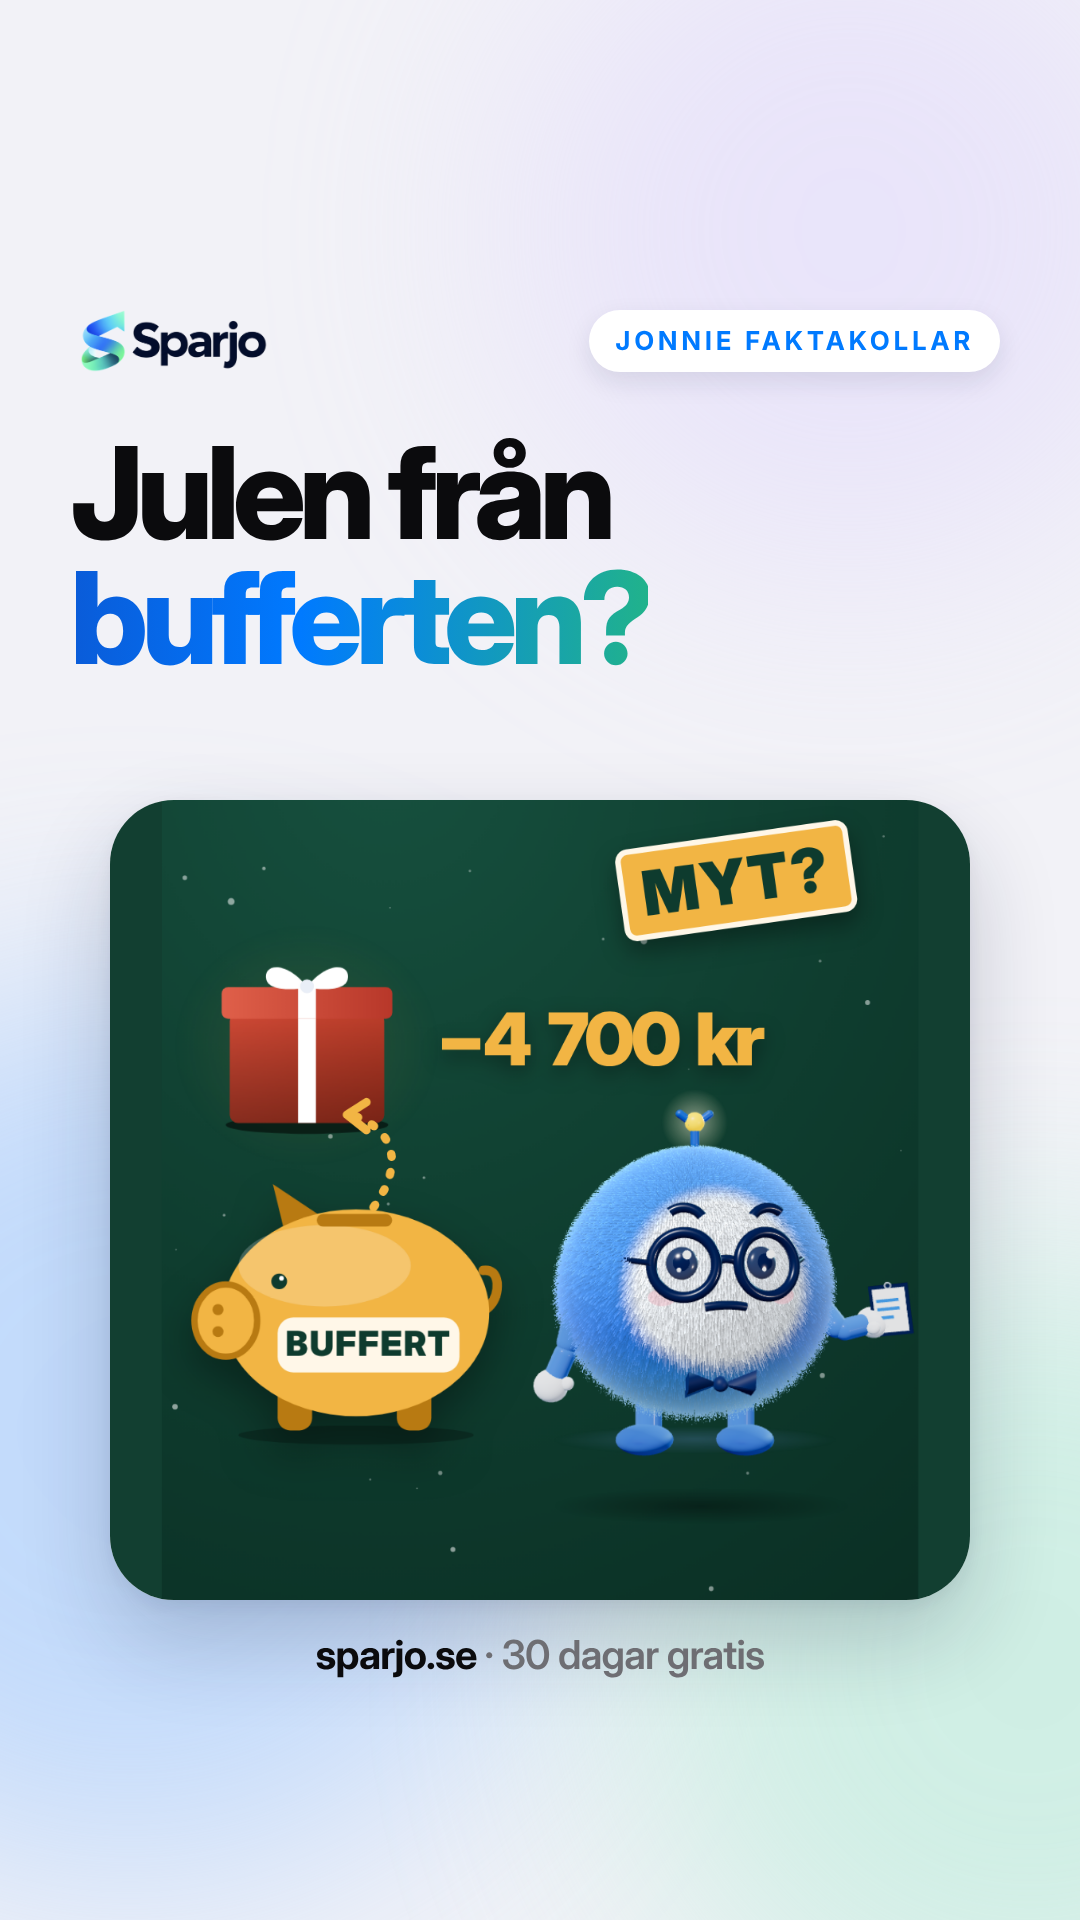 Sparjo
JONNIE FAKTAKOLLAR
Julen från
bufferten?
MYT?
–4 700 kr
BUFFERT
sparjo.se · 30 dagar gratis